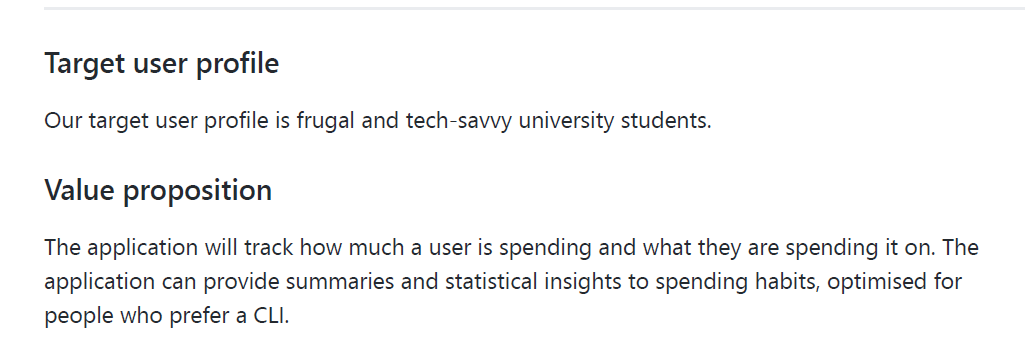 Target user profile
Our target user profile is frugal and tech-savvy university students.
Value proposition
The application will track how much a user is spending and what they are spending it on. The
application can provide summaries and statistical insights to spending habits, optimised for
people who prefer a CLI.